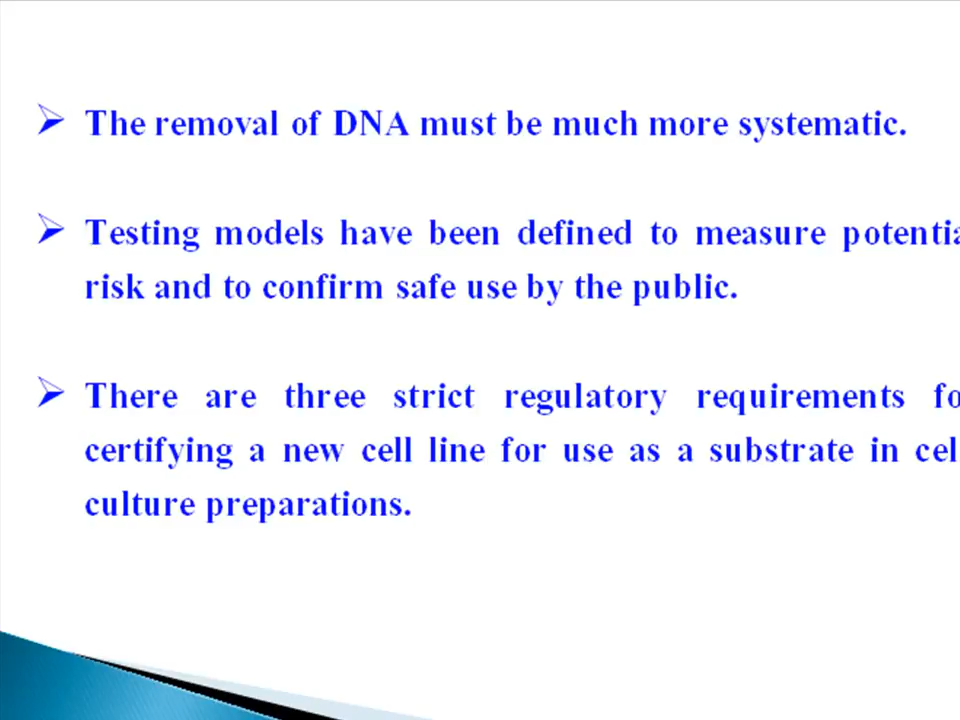 The removal of DNA must be much more systematic.
Testing models have been defined to measure potentia
risk and to confirm safe use by the public.
There are three strict regulatory requirements fo
certifying a new cell line for use as a substrate in cel
culture preparations.